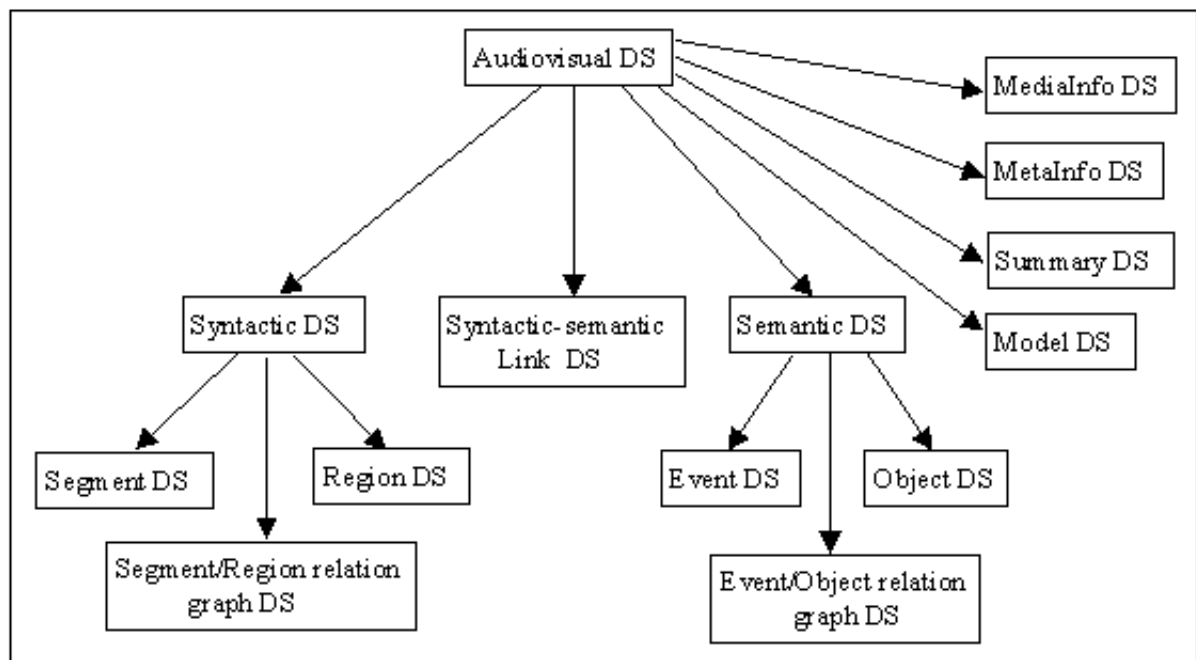 Audiovisual DS
MediaInfo DS
MetaInfo DS
Summary DS
Syntactic DS
Syntactic-semantic
Link DS
Semantic DS
Model DS
Segment DS
Region DS
Event DS
Object DS
Segment/Region relation
graph DS
Event/Object relation
graph DS